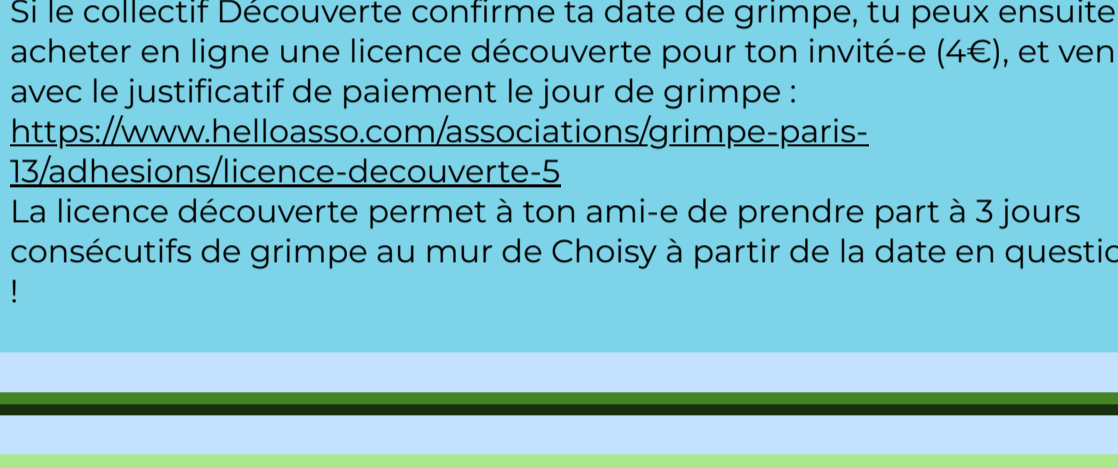 Si le collectif Découverte confirme ta date de grimpe, tu peux ensuite
acheter en ligne une licence découverte pour ton invité-e (4€), et ven
avec le justificatif de paiement le jour de grimpe :
https://www.helloasso.com/associations/grimpe-paris-
13/adhesions/licence-decouverte-5
La licence découverte permet à ton ami-e de prendre part à 3 jours
consécutifs de grimpe au mur de Choisy à partir de la date en questio
!